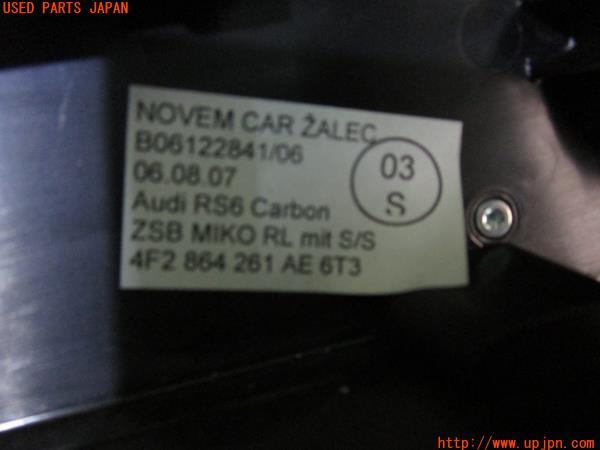 USED PARTS JAPAN
NOVEM CAR ŽALEC
B06122841/06
06.08.07
03
S
Audi RS6 Carbon
ZSB MIKO RL mit S/S
4F2 864 261 AE 6T3
http://www.upjpn.com